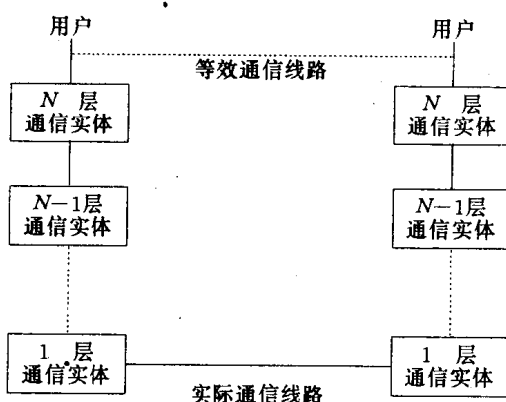 用户 用户
等效通信线路
N 层
通信实体
N 层
通信实体
N-1层
通信实体
N-1层
通信实体
1 层
通信实体
1 层
通信实体
实际通信线路